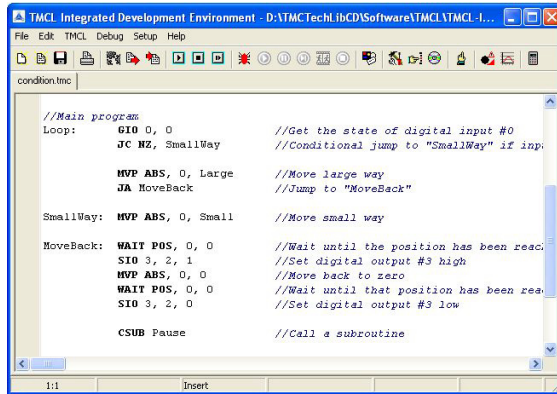 TMCL Integrated Development Environment - D:\TMCTechLibCD\Software\TMCL\TMCL-I...
File Edit TMCL Debug Setup Help
condition.tmc
//Main program
Loop: GIO 0, 0 //Get the state of digital input #0
JC NZ, SmallWay //Conditional jump to "SmallWay" if inpu
MVP ABS, 0, Large //Move large way
JA MoveBack //Jump to "MoveBack"
SmallWay: MVP ABS, 0, Small //Move small way
MoveBack: WAIT POS, 0, 0 //Wait until the position has been reac
SIO 3, 2, 1 //Set digital output #3 high
MVP ABS, 0, 0 //Move back to zero
WAIT POS, 0, 0 //Wait until that position has been rea
SIO 3, 2, 0 //Set digital output #3 low
CSUB Pause //Call a subroutine
1:1 Insert